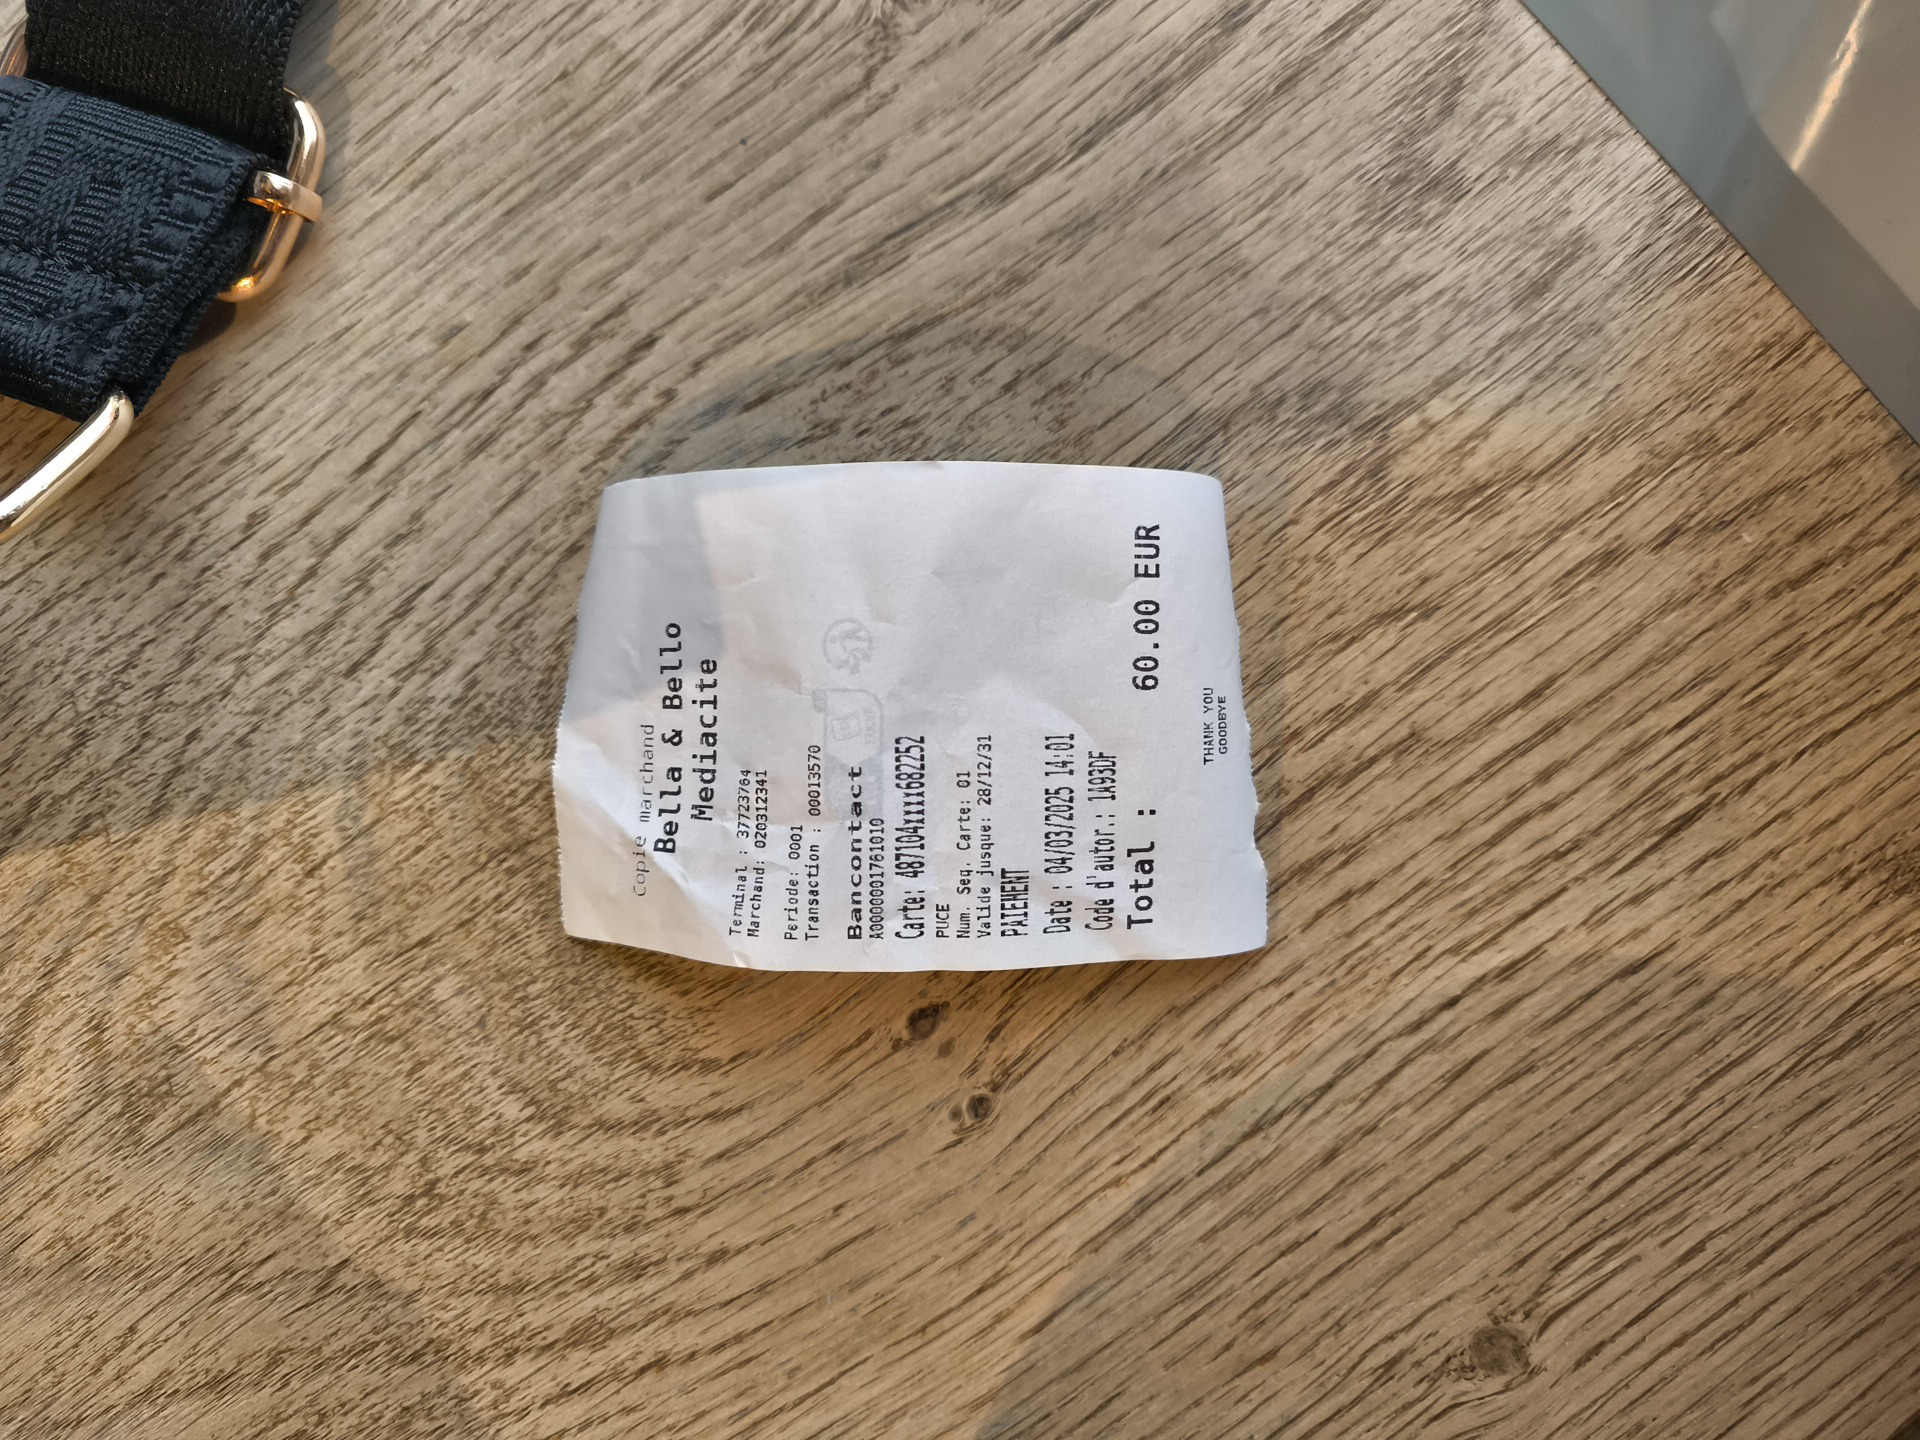 Copie marchand
Bella & Bello
Mediacite
Terminal : 37723764
Marchand: 020312341
Periode: 0001
Transaction : 00013570
Bancontact
A0000001761010
Carte: 487104xxxx682252
PUCE
Num. Seq. Carte: 01
Valide jusque: 28/12/31
PAIEMENT
Date : 04/03/2025 14:01
Code d'autor.: 1A93DF
Total : 60.00 EUR
THANK YOU
GOODBYE